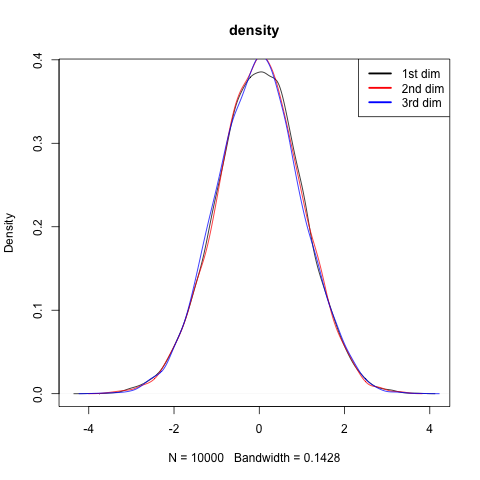 density
1st dim
2nd dim
3rd dim
Density
0.0
0.1
0.2
0.3
0.4
-4 -2 0 2 4
N = 10000 Bandwidth = 0.1428